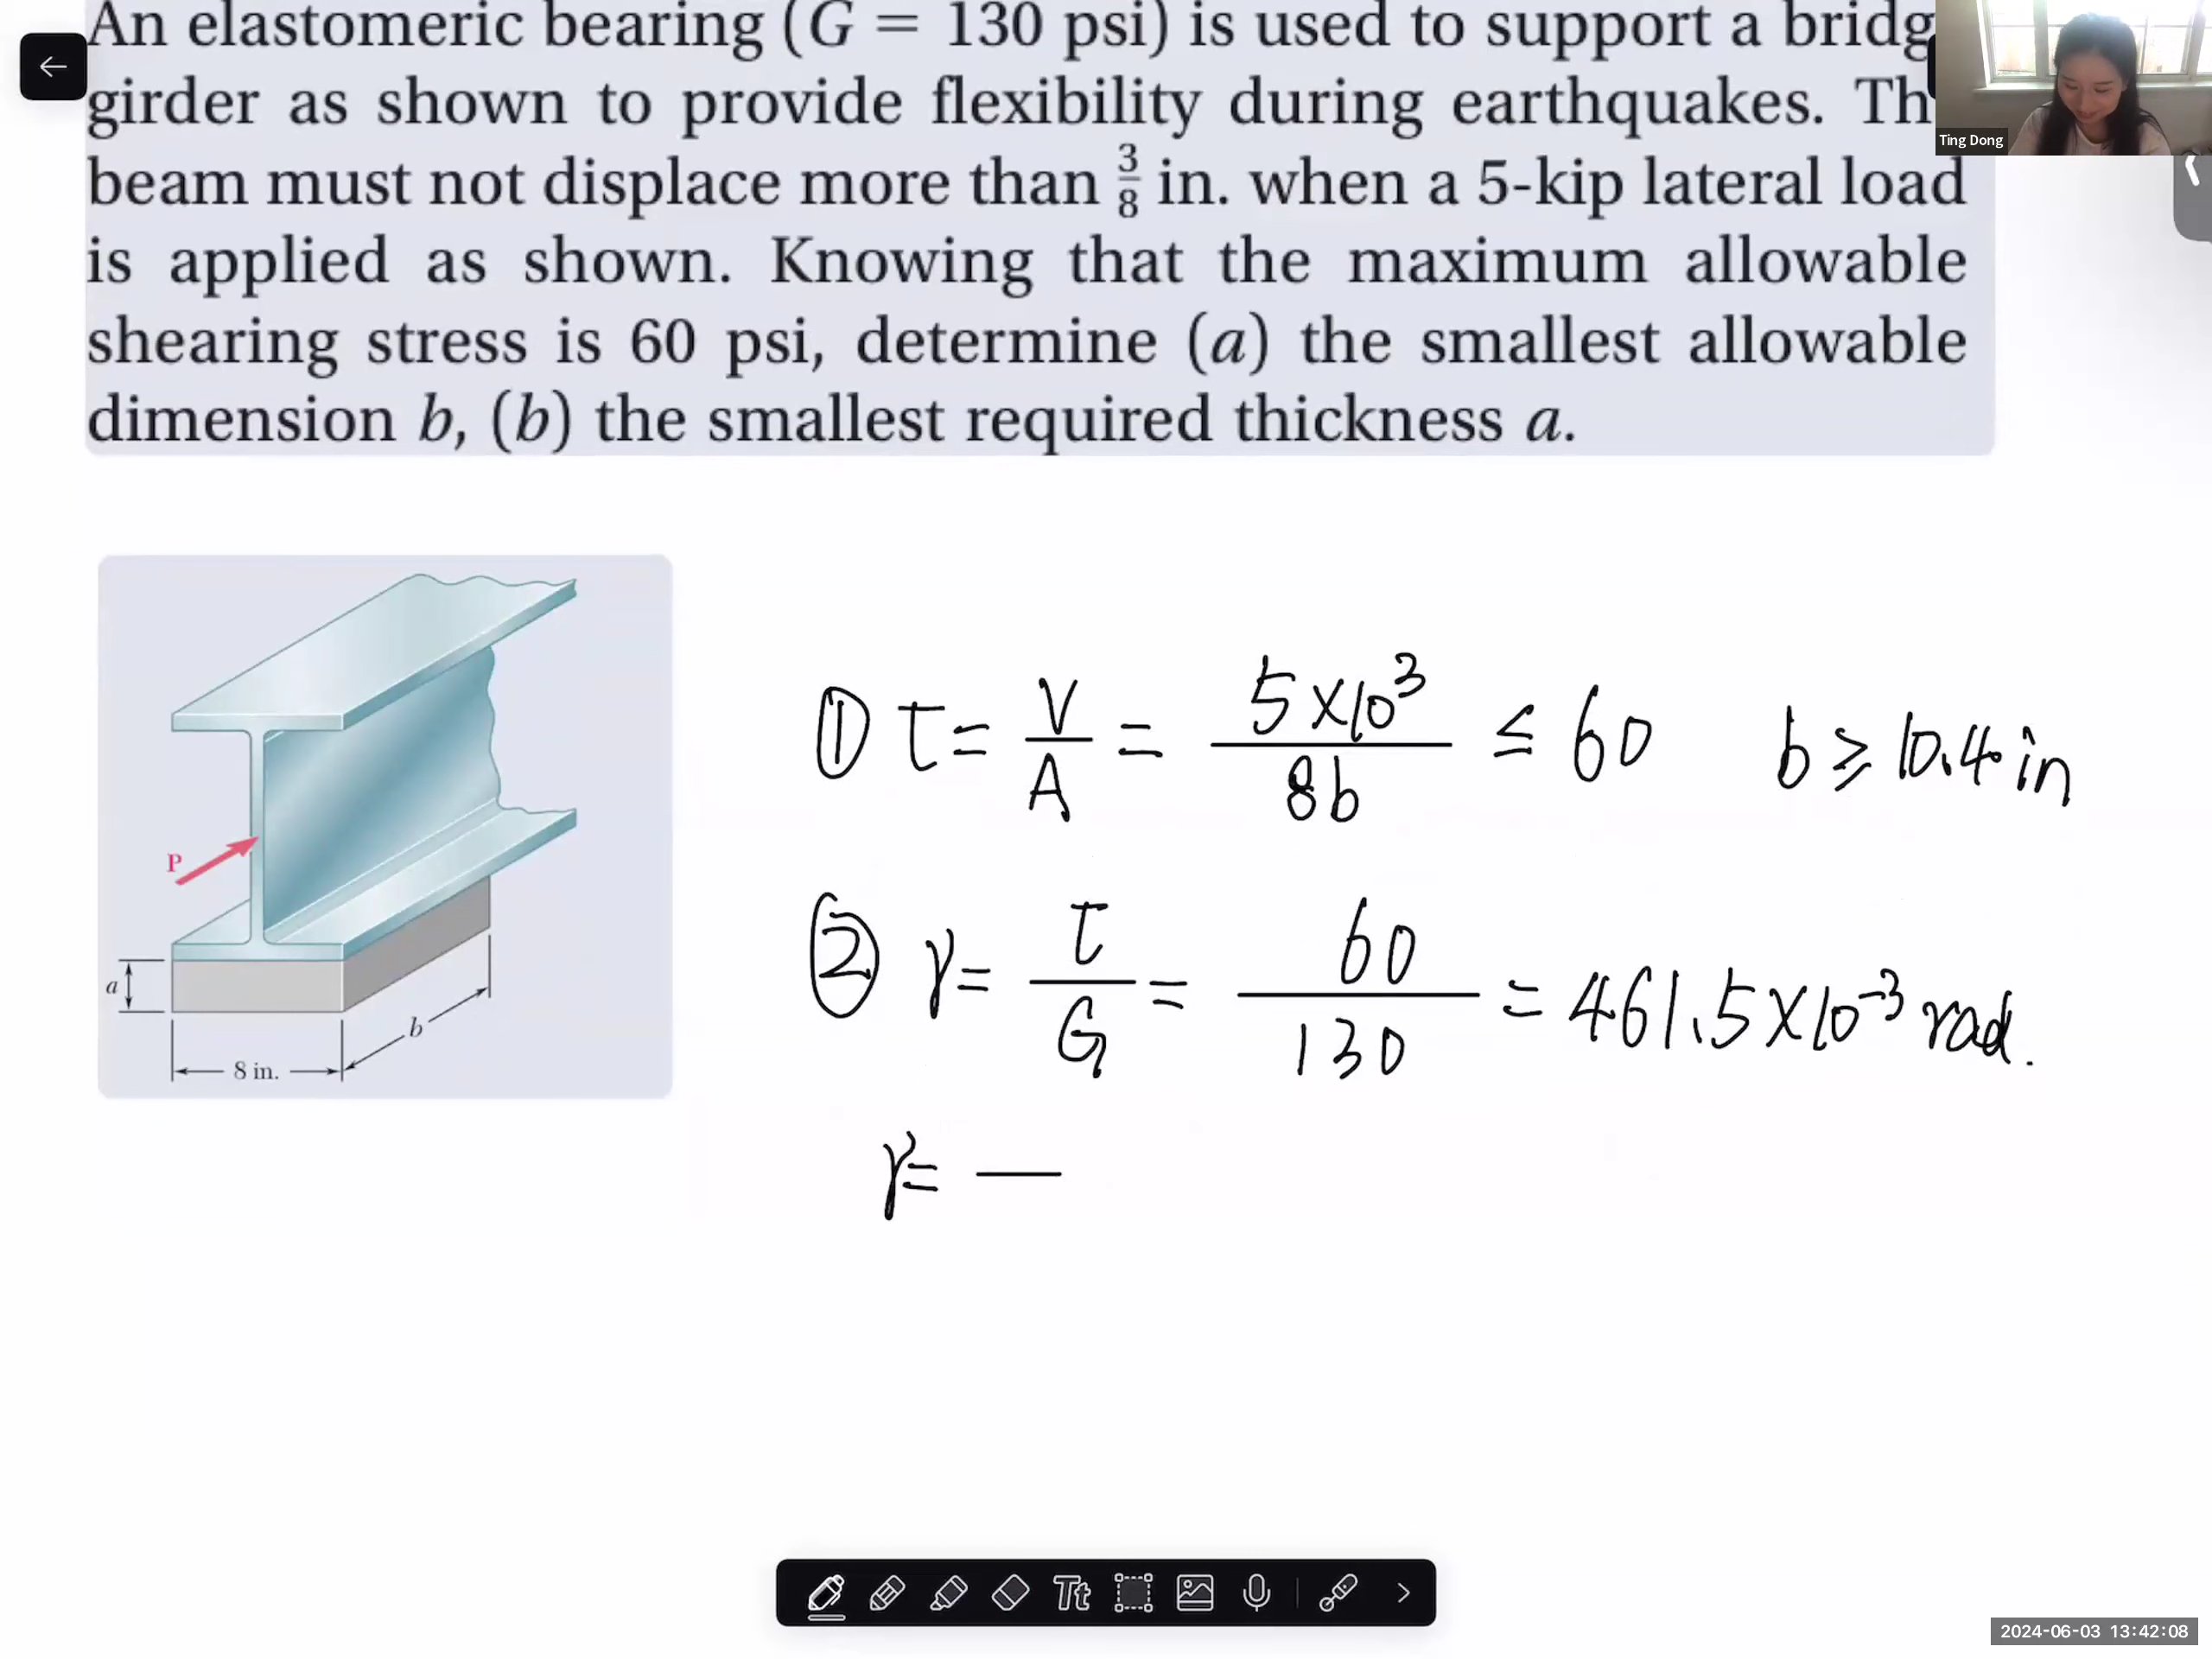 An elastomeric bearing (G = 130 psi) is used to support a bridg
girder as shown to provide flexibility during earthquakes. Th
beam must not displace more than 3/8 in. when a 5-kip lateral load
is applied as shown. Knowing that the maximum allowable
shearing stress is 60 psi, determine (a) the smallest allowable
dimension b, (b) the smallest required thickness a.
Ting Dong
P
a
b
8 in.
① τ = V/A = 5×10³/8b ≤ 60 b ≥ 10.4 in
② γ = τ/G = 60/130 = 461.5×10⁻³ rad.
γ = —
Tt
2024-06-03 13:42:08